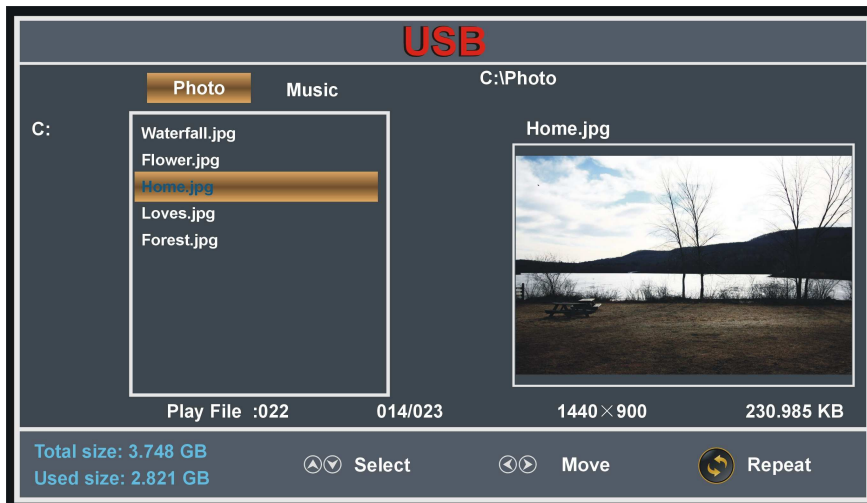 USB
Photo Music C:\Photo
C: Home.jpg
Waterfall.jpg
Flower.jpg
Home.jpg
Loves.jpg
Forest.jpg
Play File :022 014/023 1440×900 230.985 KB
Total size: 3.748 GB
Used size: 2.821 GB
Select Move Repeat